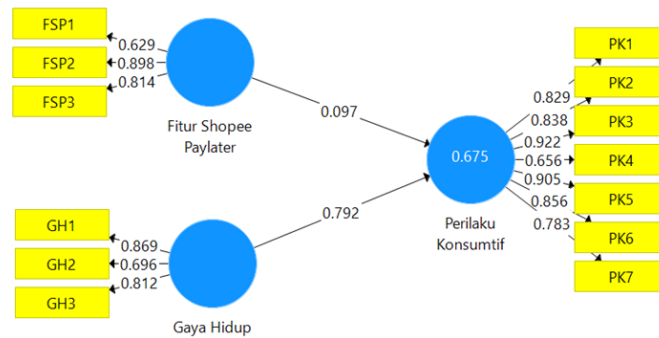 FSP1
0.629
FSP2
0.898
FSP3
0.814
Fitur Shopee
Paylater
0.097
GH1
0.869
GH2
0.696
GH3
0.812
Gaya Hidup
0.792
0.675
Perilaku
Konsumtif
PK1
0.829
PK2
0.838
PK3
0.922
PK4
0.656
PK5
0.905
PK6
0.856
PK7
0.783